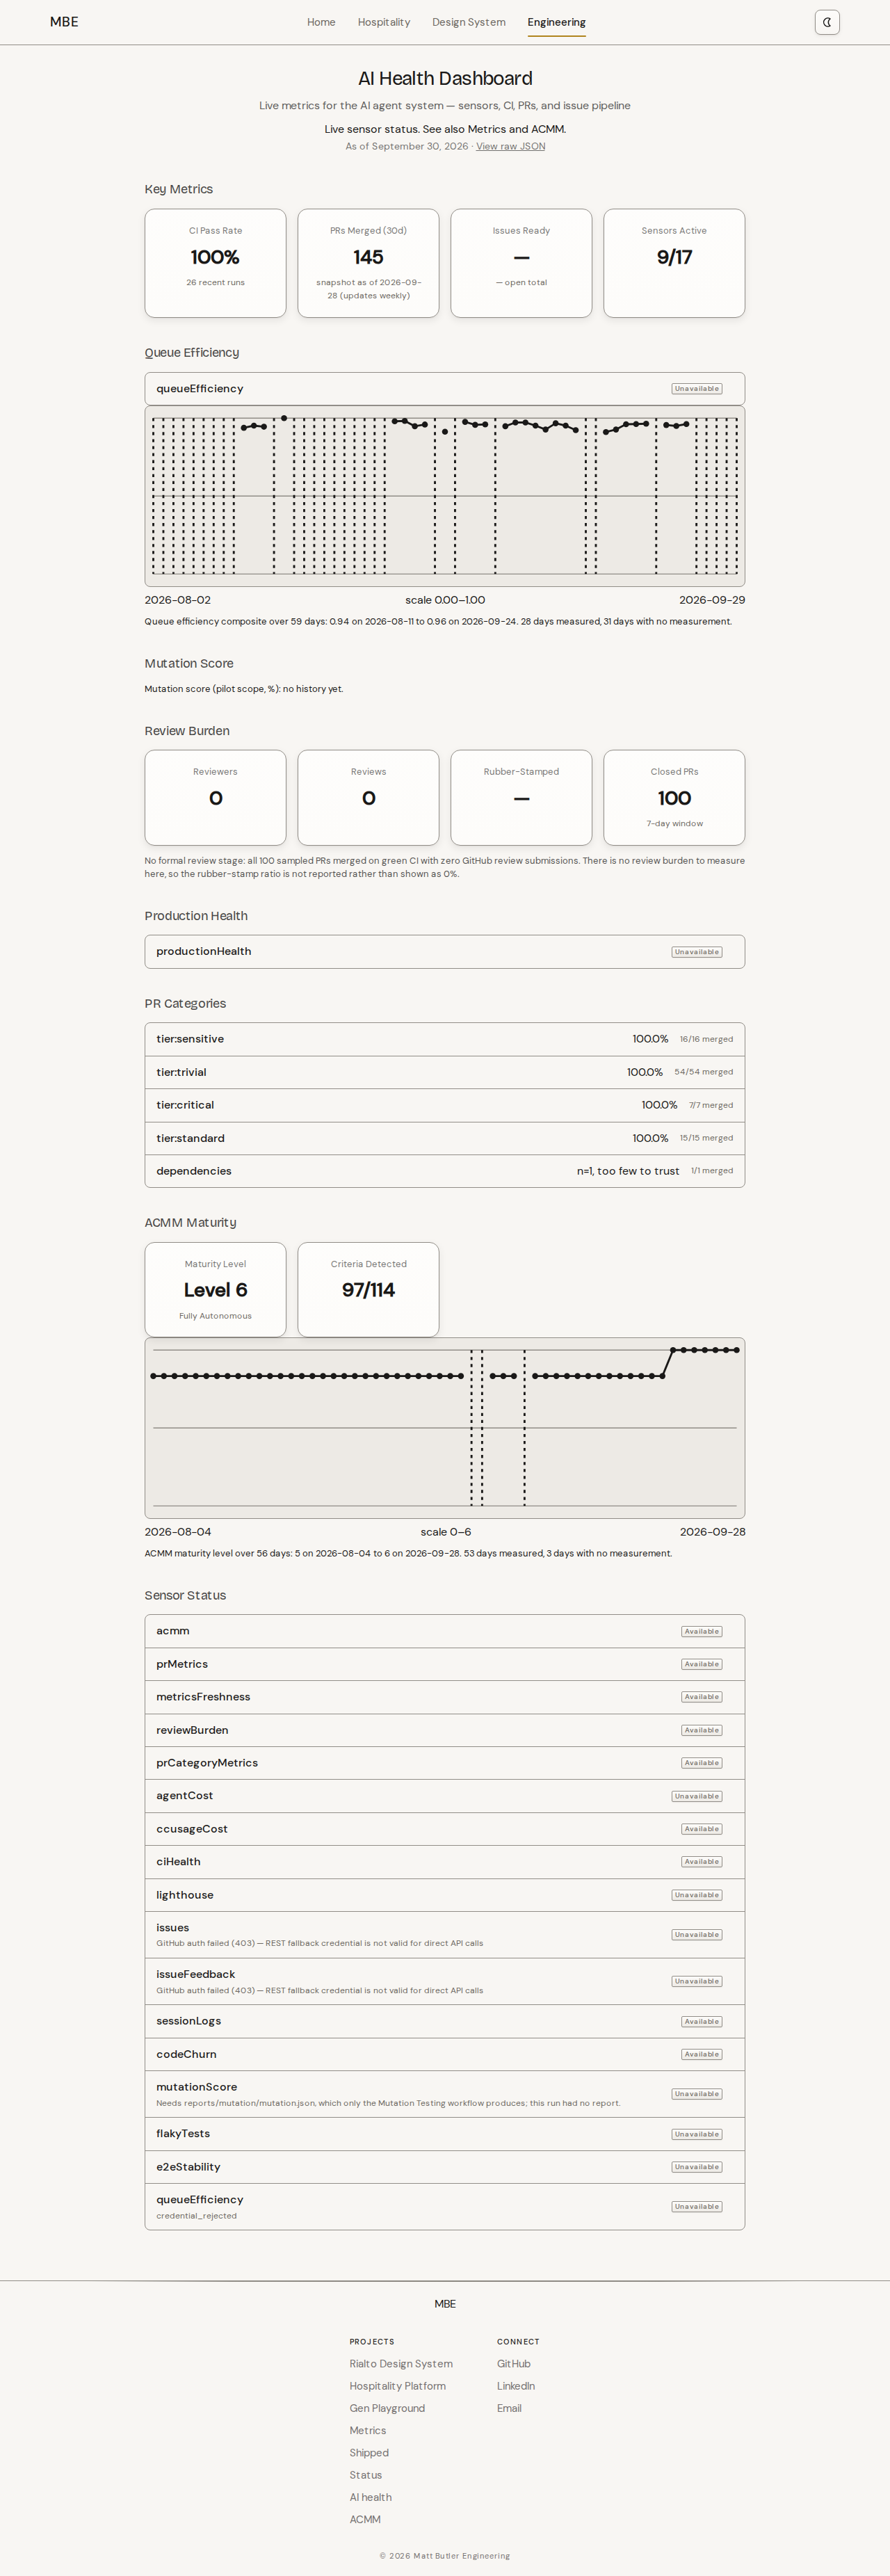 MBE
Home Hospitality Design System Engineering
AI Health Dashboard
Live metrics for the AI agent system — sensors, CI, PRs, and issue pipeline
Live sensor status. See also Metrics and ACMM.
As of September 30, 2026 · View raw JSON
Key Metrics
CI Pass Rate
100%
26 recent runs
PRs Merged (30d)
145
snapshot as of 2026-09-
28 (updates weekly)
Issues Ready
—
— open total
Sensors Active
9/17
Queue Efficiency
queueEfficiency Unavailable
2026-08-02 scale 0.00–1.00 2026-09-29
Queue efficiency composite over 59 days: 0.94 on 2026-08-11 to 0.96 on 2026-09-24. 28 days measured, 31 days with no measurement.
Mutation Score
Mutation score (pilot scope, %): no history yet.
Review Burden
Reviewers
0
Reviews
0
Rubber-Stamped
—
Closed PRs
100
7-day window
No formal review stage: all 100 sampled PRs merged on green CI with zero GitHub review submissions. There is no review burden to measure
here, so the rubber-stamp ratio is not reported rather than shown as 0%.
Production Health
productionHealth Unavailable
PR Categories
tier:sensitive 100.0% 16/16 merged
tier:trivial 100.0% 54/54 merged
tier:critical 100.0% 7/7 merged
tier:standard 100.0% 15/15 merged
dependencies n=1, too few to trust 1/1 merged
ACMM Maturity
Maturity Level
Level 6
Fully Autonomous
Criteria Detected
97/114
2026-08-04 scale 0–6 2026-09-28
ACMM maturity level over 56 days: 5 on 2026-08-04 to 6 on 2026-09-28. 53 days measured, 3 days with no measurement.
Sensor Status
acmm Available
prMetrics Available
metricsFreshness Available
reviewBurden Available
prCategoryMetrics Available
agentCost Unavailable
ccusageCost Available
ciHealth Available
lighthouse Unavailable
issues Unavailable
GitHub auth failed (403) — REST fallback credential is not valid for direct API calls
issueFeedback Unavailable
GitHub auth failed (403) — REST fallback credential is not valid for direct API calls
sessionLogs Available
codeChurn Available
mutationScore Unavailable
Needs reports/mutation/mutation.json, which only the Mutation Testing workflow produces; this run had no report.
flakyTests Unavailable
e2eStability Unavailable
queueEfficiency Unavailable
credential_rejected
MBE
PROJECTS
Rialto Design System
Hospitality Platform
Gen Playground
Metrics
Shipped
Status
AI health
ACMM
CONNECT
GitHub
LinkedIn
Email
© 2026 Matt Butler Engineering